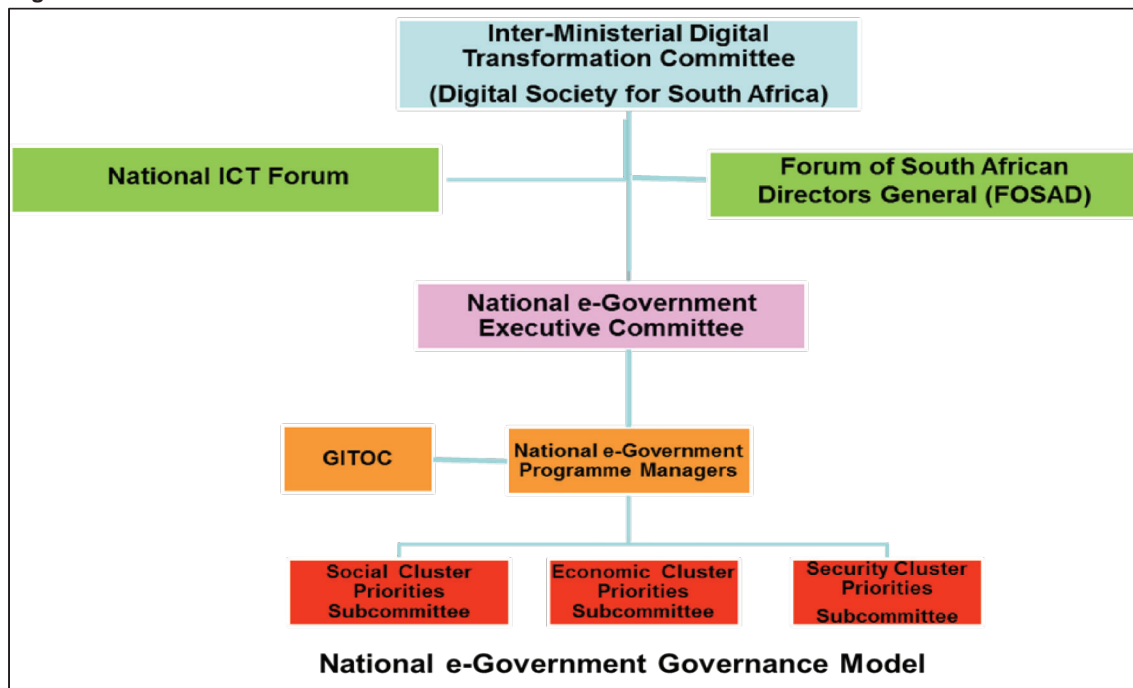 Inter-Ministerial Digital
Transformation Committee
(Digital Society for South Africa)
National ICT Forum
Forum of South African
Directors General (FOSAD)
National e-Government
Executive Committee
GITOC
National e-Government
Programme Managers
Social Cluster
Priorities
Subcommittee
Economic Cluster
Priorities
Subcommittee
Security Cluster
Priorities
Subcommittee
National e-Government Governance Model